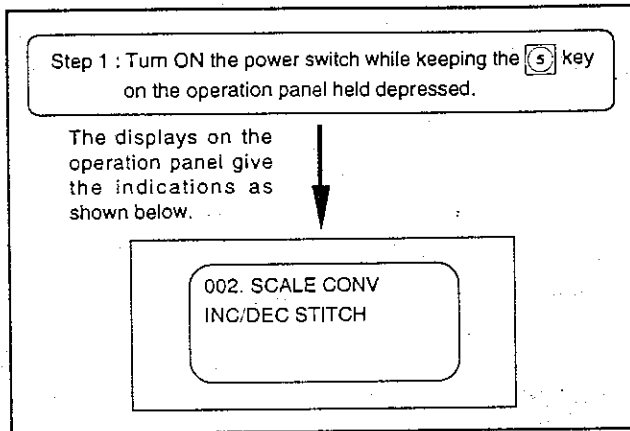 Step 1 : Turn ON the power switch while keeping the S key
on the operation panel held depressed.
The displays on the
operation panel give
the indications as
shown below.
002. SCALE CONV
INC/DEC STITCH